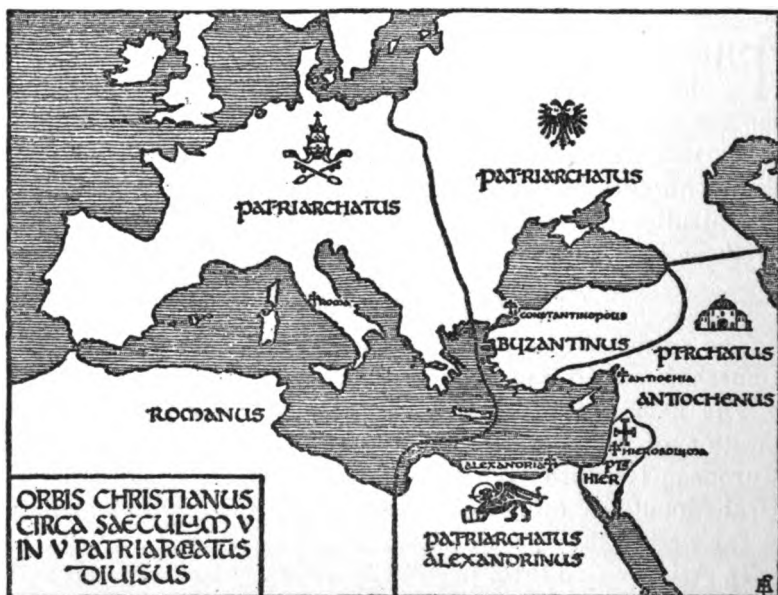 PATRIARCHATUS
PATRIARCHATUS
ROMA
CONSTANTINOPOLIS
BYZANTINUS
PTRCHATUS
ANTIOCHIA
ANTIOCHENUS
ROMANUS
HIEROSOLYMA
ALEXANDRIA
PTS
HIER
PATRIARCHATUS
ALEXANDRINUS
ORBIS CHRISTIANUS
CIRCA SAECULUM V
IN V PATRIARCHATUS
DIUISUS